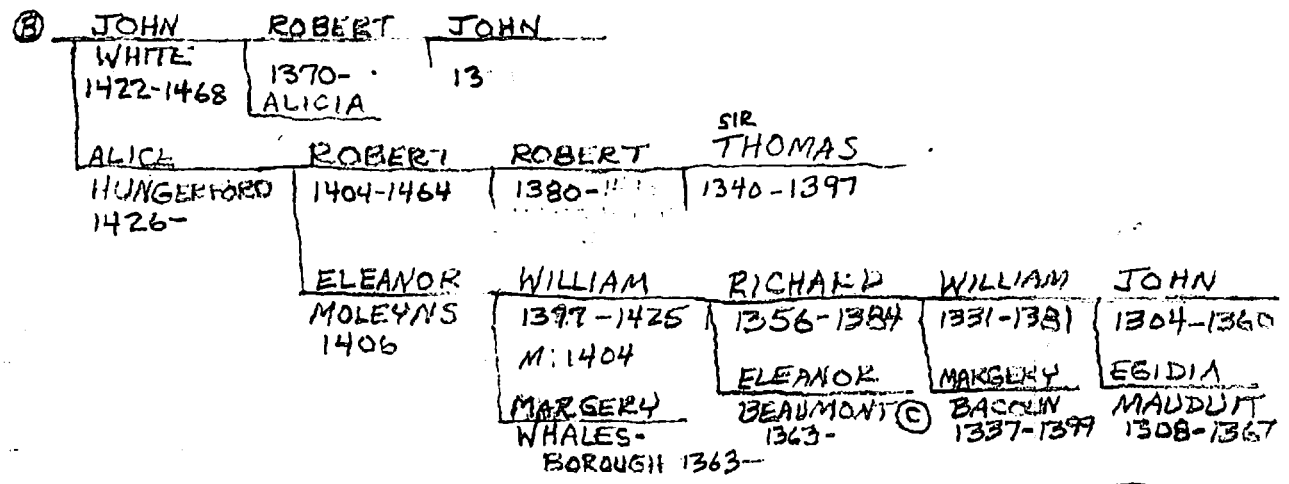 B JOHN ROBERT JOHN
WHITE 1370- 13
1422-1468 ALICIA
SIR
ALICE ROBERT ROBERT THOMAS
HUNGERFORD 1404-1464 1380- 1340-1397
1426-
ELEANOR WILLIAM RICHARD WILLIAM JOHN
MOLEYNS 1397-1425 1356-1384 1331-1381 1304-1360
1406 M:1404
ELEANOR MARGERY EGIDIA
MARGERY BEAUMONT C BACOUN MAUDUIT
WHALES- 1363- 1337-1399 1308-1367
BOROUGH 1363-